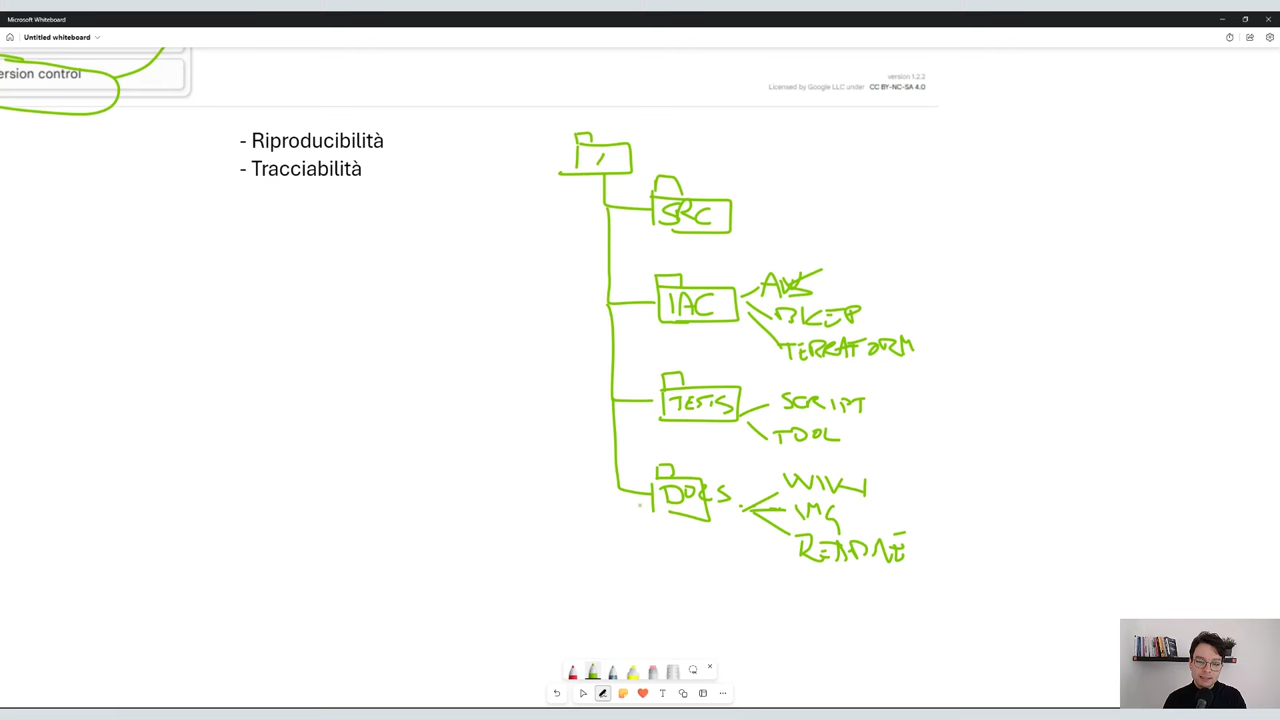 Microsoft Whiteboard
Untitled whiteboard
ersion control
version 1.2.2
Licensed by Google LLC under CC BY-NC-SA 4.0
- Riproducibilità
- Tracciabilità
/
SRC
IAC
AWS
BICEP
TERRAFORM
TESTS
SCRIPT
TOOL
DOCS
WIKI
IMG
README